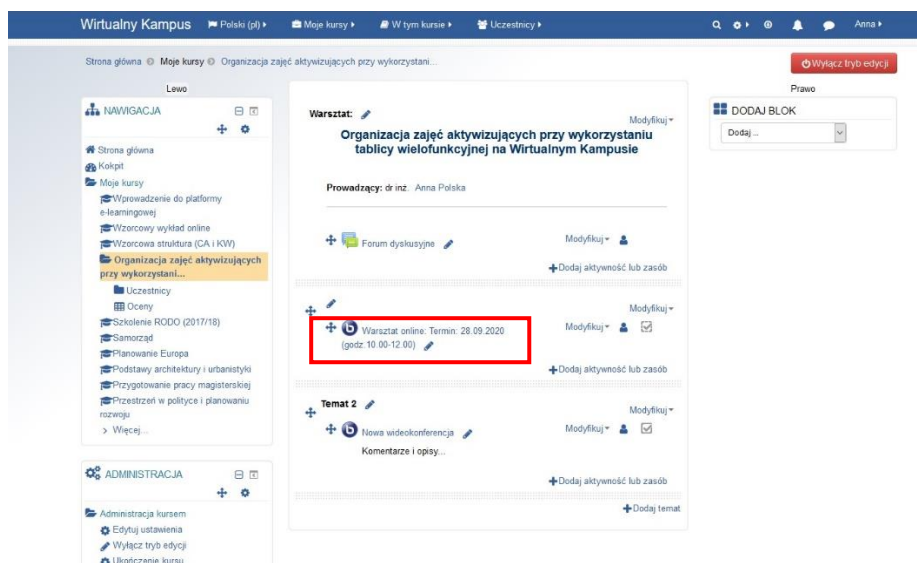 Wirtualny Kampus Polski (pl) Moje kursy W tym kursie Uczestnicy Anna
Strona główna Moje kursy Organizacja zajęć aktywizujących przy wykorzystani...
Wyłącz tryb edycji
Lewo
NAWIGACJA
Strona główna
Kokpit
Moje kursy
Wprowadzenie do platformy
e-learningowej
Wzorcowy wykład online
Wzorcowa struktura (CA i KW)
Organizacja zajęć aktywizujących
przy wykorzystani...
Uczestnicy
Oceny
Szkolenie RODO (2017/18)
Samorząd
Planowanie Europa
Podstawy architektury i urbanistyki
Przygotowanie pracy magisterskiej
Przestrzeń w polityce i planowaniu
rozwoju
> Więcej...
ADMINISTRACJA
Administracja kursem
Edytuj ustawienia
Wyłącz tryb edycji
Ukończenie kursu
Warsztat:
Modyfikuj
Organizacja zajęć aktywizujących przy wykorzystaniu
tablicy wielofunkcyjnej na Wirtualnym Kampusie
Prowadzący: dr inż. Anna Polska
Forum dyskusyjne Modyfikuj
Dodaj aktywność lub zasób
Modyfikuj
Warsztat online: Termin: 28.09.2020 Modyfikuj
(godz.10.00-12.00)
Dodaj aktywność lub zasób
Temat 2
Modyfikuj
Nowa wideokonferencja Modyfikuj
Komentarze i opisy...
Dodaj aktywność lub zasób
Dodaj temat
Prawo
DODAJ BLOK
Dodaj ...